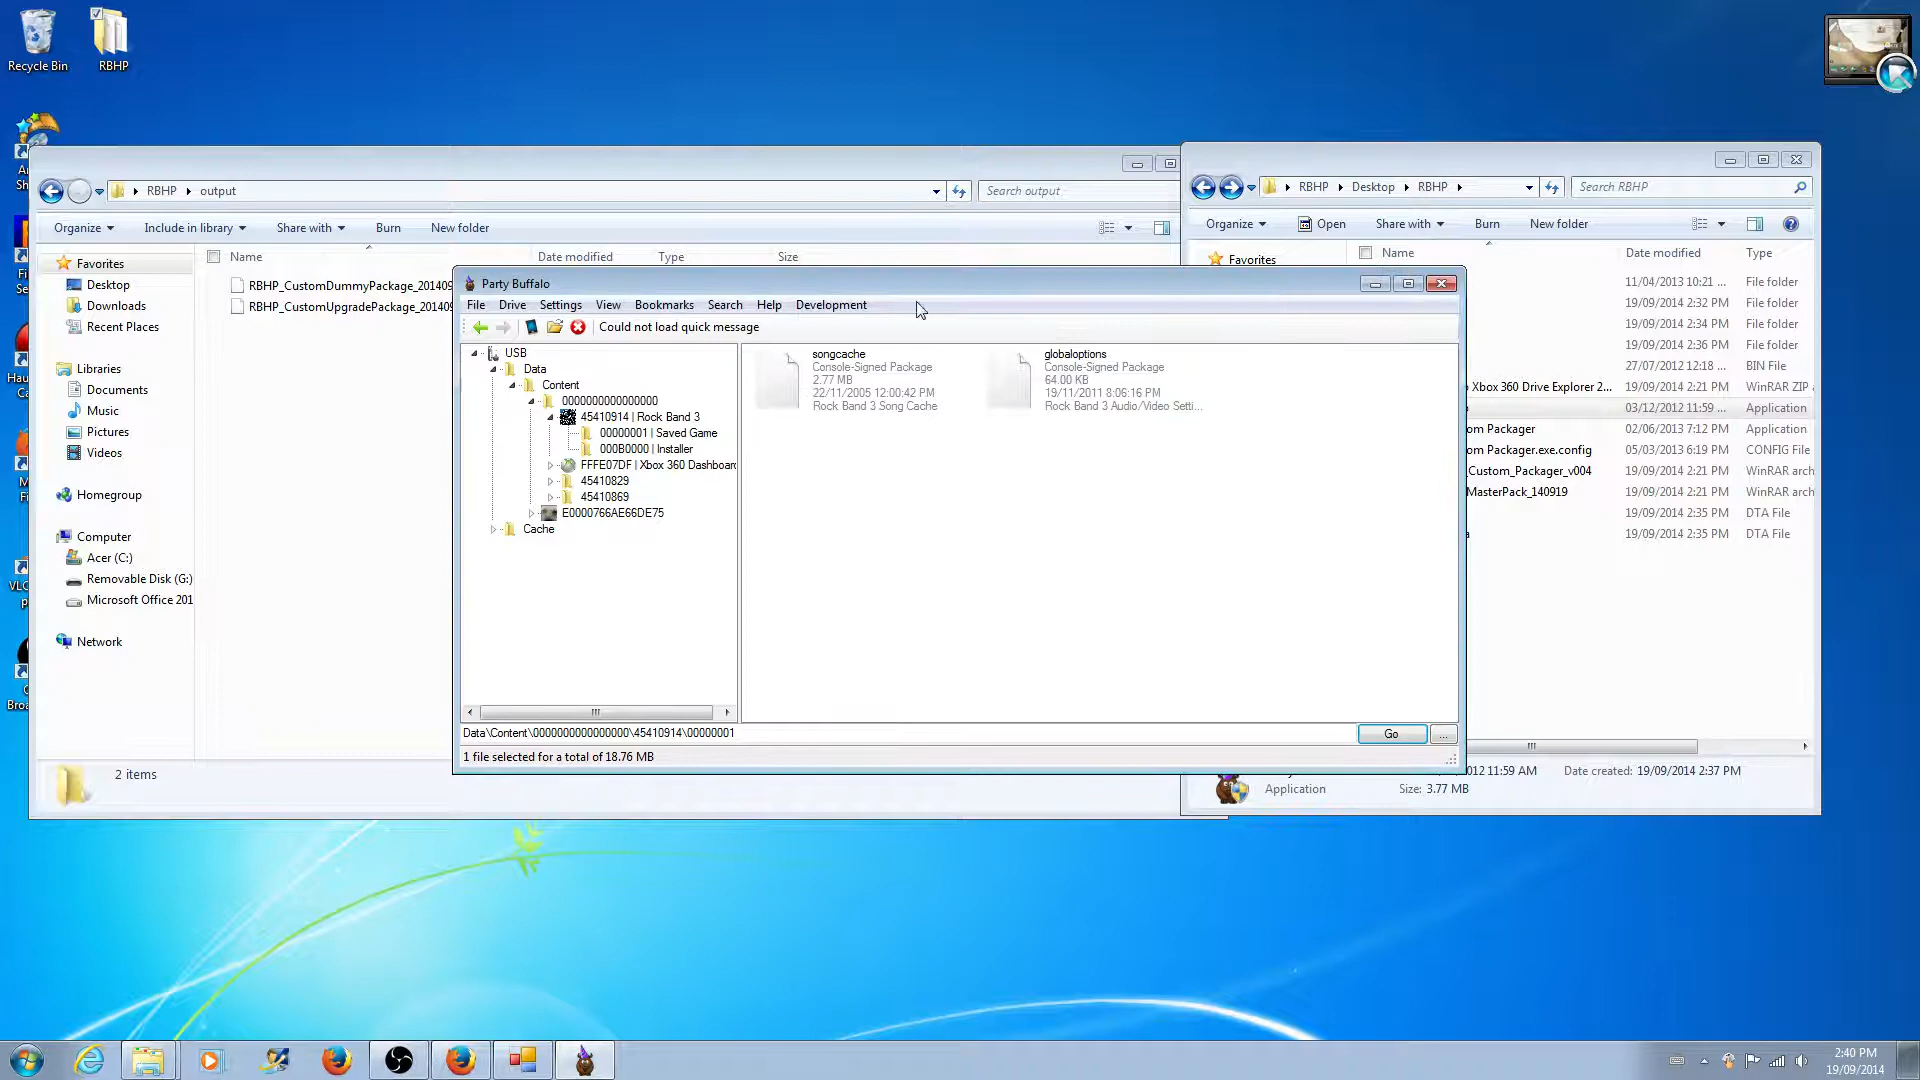 Recycle Bin
RBHP
RBHP
output
Search output
Organize
Include in library
Share with
Burn
New folder
Name
Date modified
Type
Size
Favorites
Desktop
Downloads
Recent Places
Libraries
Documents
Music
Pictures
Videos
Homegroup
Computer
Acer (C:)
Removable Disk (G:)
Microsoft Office 201
Network
RBHP_CustomDummyPackage_201409
RBHP_CustomUpgradePackage_201409
2 items
Party Buffalo
File
Drive
Settings
View
Bookmarks
Search
Help
Development
Could not load quick message
USB
Data
Content
0000000000000000
45410914 | Rock Band 3
00000001 | Saved Game
000B0000 | Installer
FFFE07DF | Xbox 360 Dashboar
45410829
45410869
E0000766AE66DE75
Cache
songcache
Console-Signed Package
2.77 MB
22/11/2005 12:00:42 PM
Rock Band 3 Song Cache
globaloptions
Console-Signed Package
64.00 KB
19/11/2011 8:06:16 PM
Rock Band 3 Audio/Video Setti...
Data\Content\0000000000000000\45410914\00000001
Go
...
1 file selected for a total of 18.76 MB
RBHP
Desktop
RBHP
Search RBHP
Organize
Open
Share with
Burn
New folder
Favorites
Name
Date modified
Type
11/04/2013 10:21 ...
File folder
19/09/2014 2:32 PM
File folder
19/09/2014 2:34 PM
File folder
19/09/2014 2:36 PM
File folder
27/07/2012 12:18 ...
BIN File
Xbox 360 Drive Explorer 2...
19/09/2014 2:38 PM
WinRAR ZIP a
03/12/2012 11:59 ...
Application
om Packager
02/06/2013 7:12 PM
Application
om Packager.exe.config
05/03/2013 6:19 PM
CONFIG File
_Custom_Packager_v004
19/09/2014 2:21 PM
WinRAR arch
MasterPack_140919
19/09/2014 2:21 PM
WinRAR arch
19/09/2014 2:35 PM
DTA File
19/09/2014 2:35 PM
DTA File
12 11:59 AM
Date created: 19/09/2014 2:37 PM
Application
Size: 3.77 MB
2:40 PM
19/09/2014